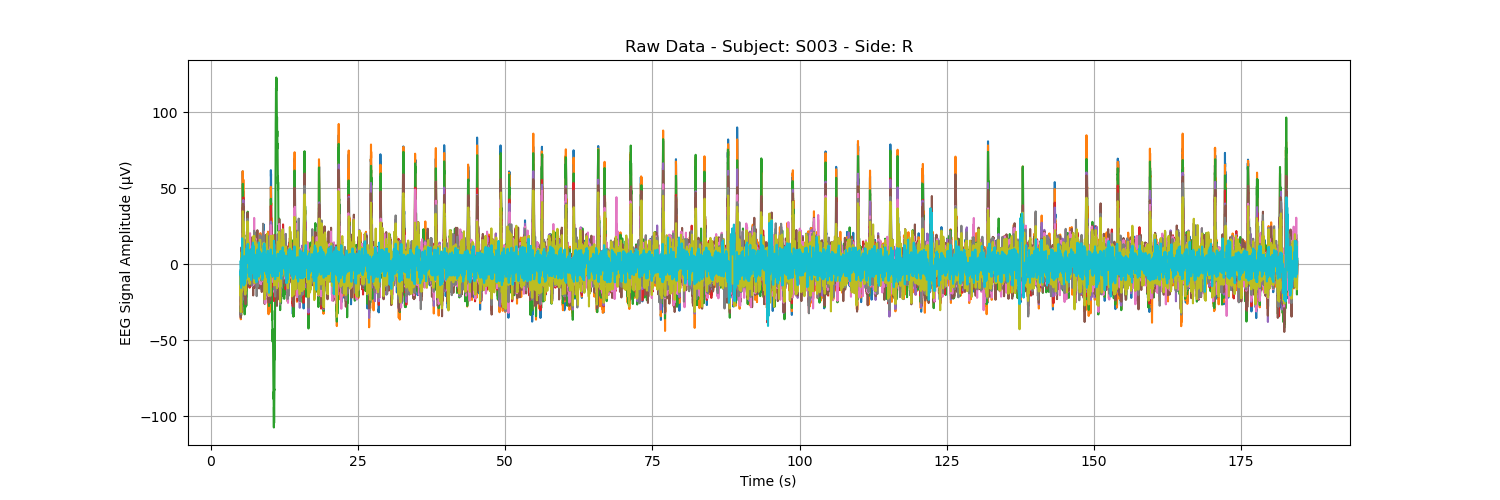 Raw Data - Subject: S003 - Side: R
EEG Signal Amplitude (µV)
100
50
0
−50
−100
0 25 50 75 100 125 150 175
Time (s)